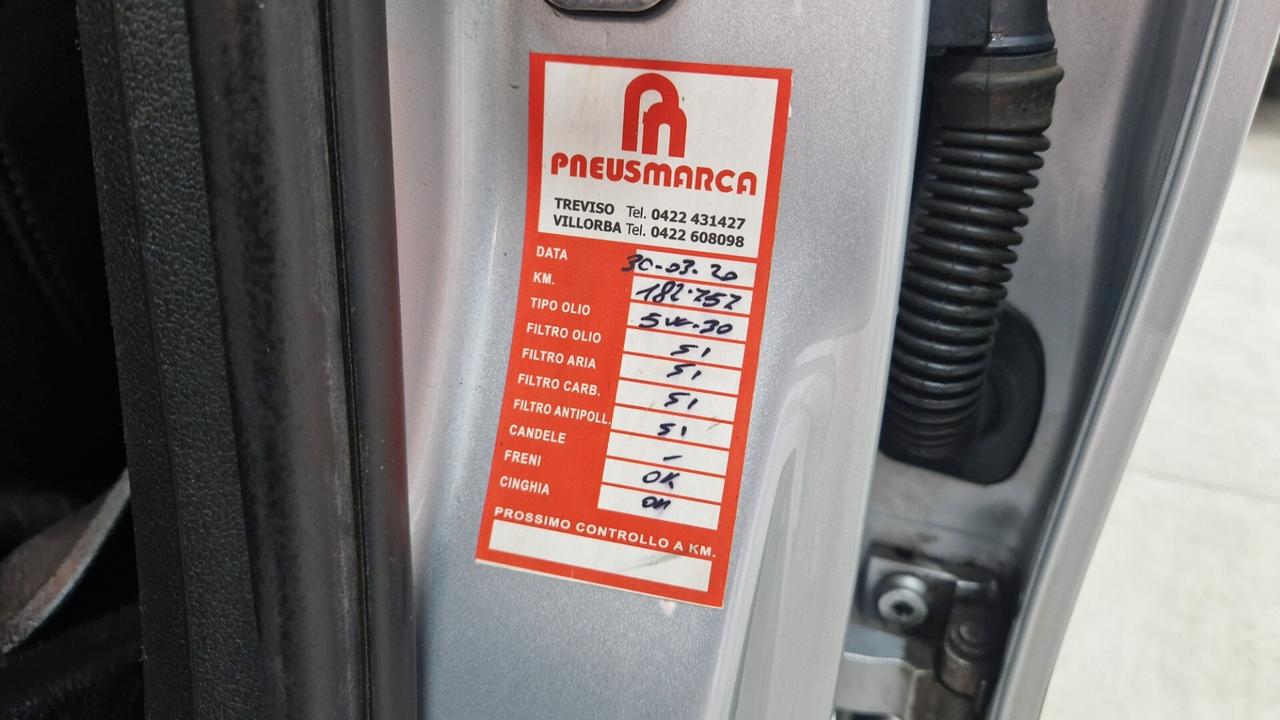 PNEUSMARCA
TREVISO Tel. 0422 431427
VILLORBA Tel. 0422 608098
DATA 30-03-20
KM. 182.757
TIPO OLIO 5W-30
FILTRO OLIO SI
FILTRO ARIA SI
FILTRO CARB. SI
FILTRO ANTIPOLL. SI
CANDELE -
FRENI OK
CINGHIA OK
PROSSIMO CONTROLLO A KM.